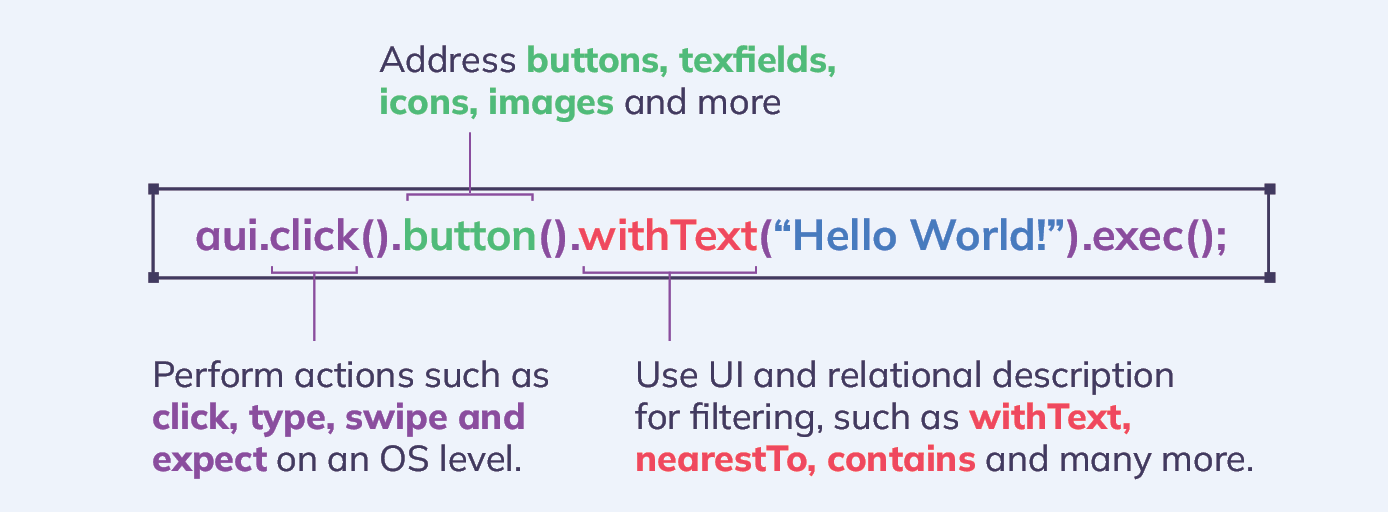 Address buttons, texfields,
icons, images and more
aui.click().button().withText(“Hello World!”).exec();
Perform actions such as
click, type, swipe and
expect on an OS level.
Use UI and relational description
for filtering, such as withText,
nearestTo, contains and many more.